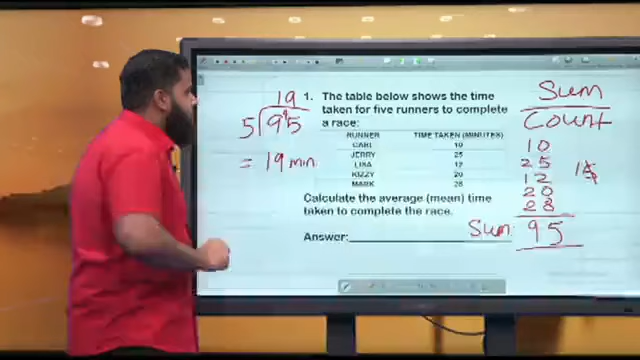 19
5)95
= 19 min
1. The table below shows the time
taken for five runners to complete
a race:
RUNNER TIME TAKEN (MINUTES)
CARL 10
JERRY 25
LISA 12
KIZZY 20
MARK 28
Calculate the average (mean) time
taken to complete the race.
Answer:
Sum
Count
10
25
12
20
28
Sum: 95